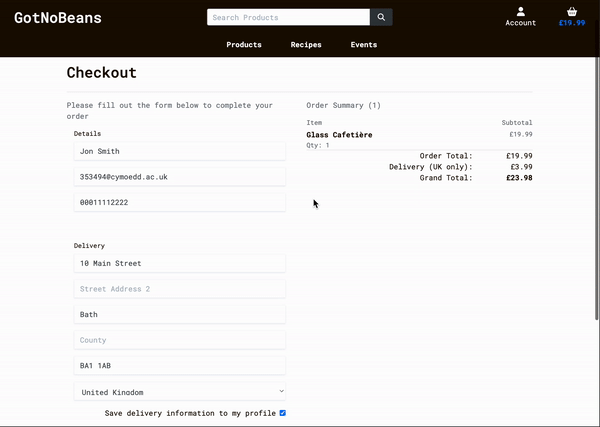 GotNoBeans
Search Products
Account
£19.99
Products
Recipes
Events
Checkout
Please fill out the form below to complete your
order
Details
Jon Smith
353494@cymoedd.ac.uk
00011112222
Delivery
10 Main Street
Street Address 2
Bath
County
BA1 1AB
United Kingdom
Save delivery information to my profile
Order Summary (1)
Item Subtotal
Glass Cafetière £19.99
Qty: 1
Order Total: £19.99
Delivery (UK only): £3.99
Grand Total: £23.98